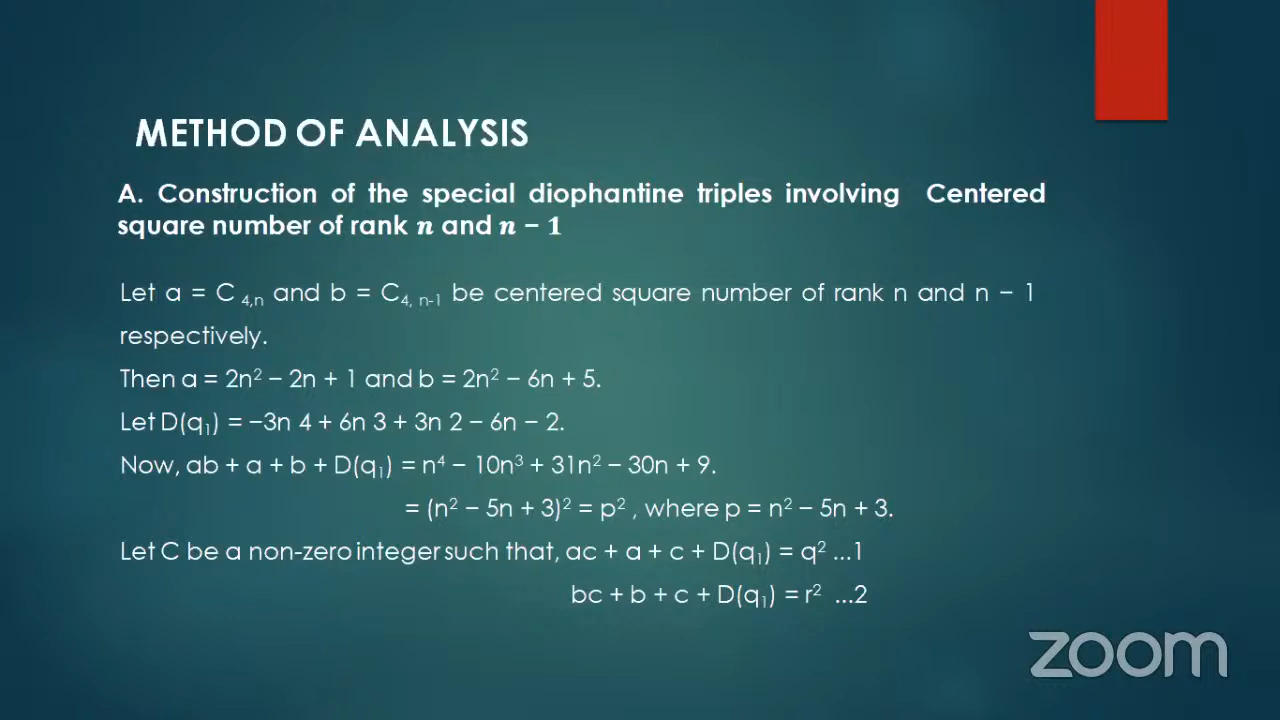 METHOD OF ANALYSIS
A. Construction of the special diophantine triples involving Centered
square number of rank n and n − 1
Let a = C ₄,ₙ and b = C₄, ₙ₋₁ be centered square number of rank n and n − 1
respectively.
Then a = 2n² − 2n + 1 and b = 2n² − 6n + 5.
Let D(q₁) = −3n 4 + 6n 3 + 3n 2 − 6n − 2.
Now, ab + a + b + D(q₁) = n⁴ − 10n³ + 31n² − 30n + 9.
= (n² − 5n + 3)² = p² , where p = n² − 5n + 3.
Let C be a non-zero integer such that, ac + a + c + D(q₁) = q² ...1
bc + b + c + D(q₁) = r² ...2
zoom